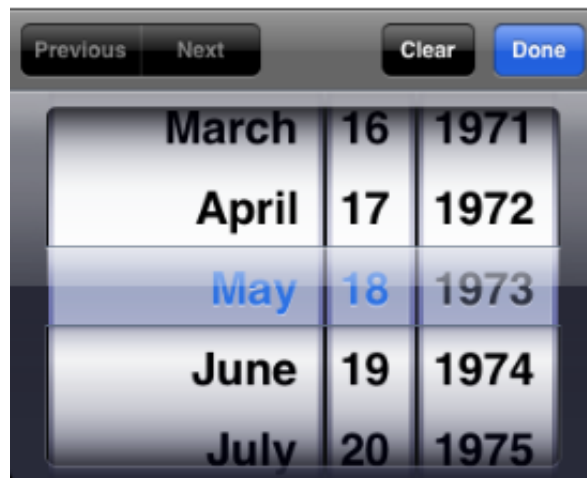 Previous Next Clear Done
March 16 1971
April 17 1972
May 18 1973
June 19 1974
July 20 1975